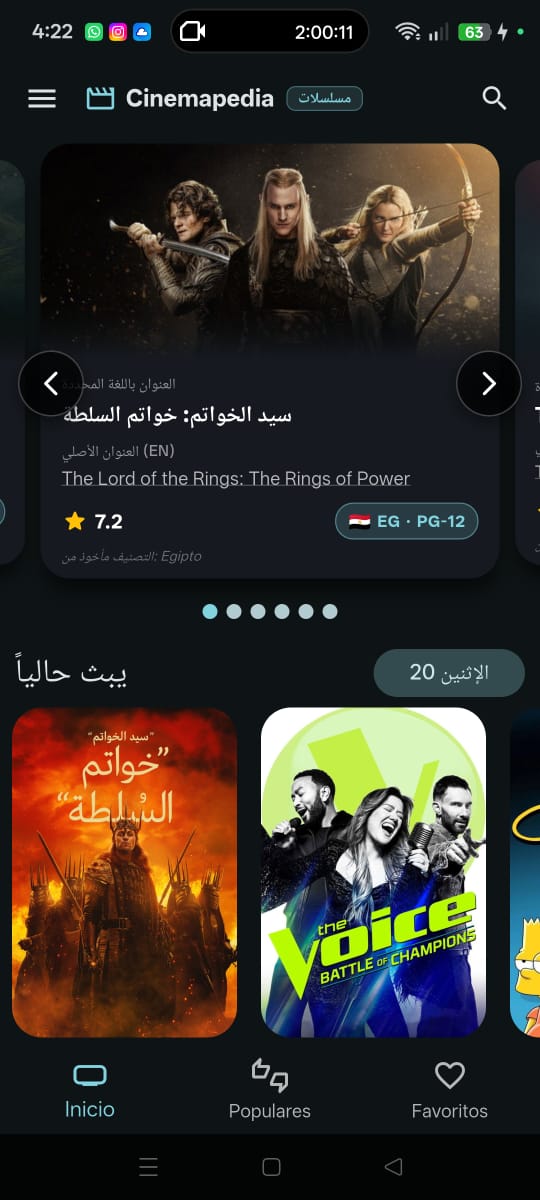 4:22
2:00:11
63
Cinemapedia
مسلسلات
العنوان باللغة المحددة
سيد الخواتم: خواتم السلطة
العنوان الأصلي (EN)
The Lord of the Rings: The Rings of Power
7.2
EG · PG-12
التصنيف مأخوذ من: Egipto
يبث حالياً
الإثنين 20
"سيد الخواتم"
"خواتم
السلطة"
the
Voice
BATTLE OF CHAMPIONS
Inicio
Populares
Favoritos